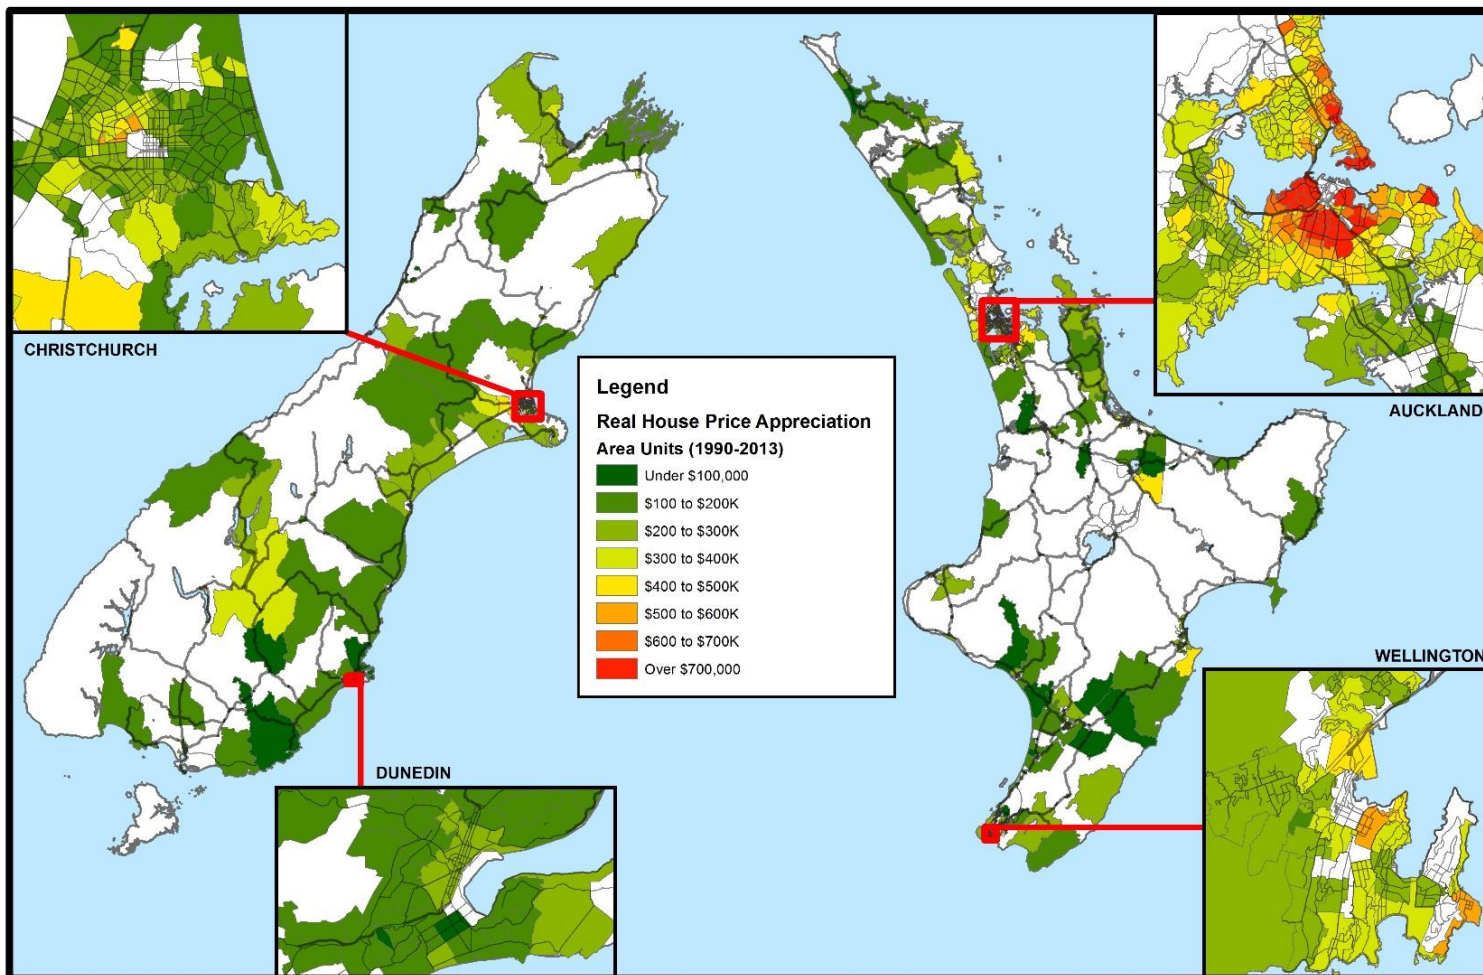 CHRISTCHURCH
AUCKLAND
Legend
Real House Price Appreciation
Area Units (1990-2013)
Under $100,000
$100 to $200K
$200 to $300K
$300 to $400K
$400 to $500K
$500 to $600K
$600 to $700K
Over $700,000
WELLINGTON
DUNEDIN